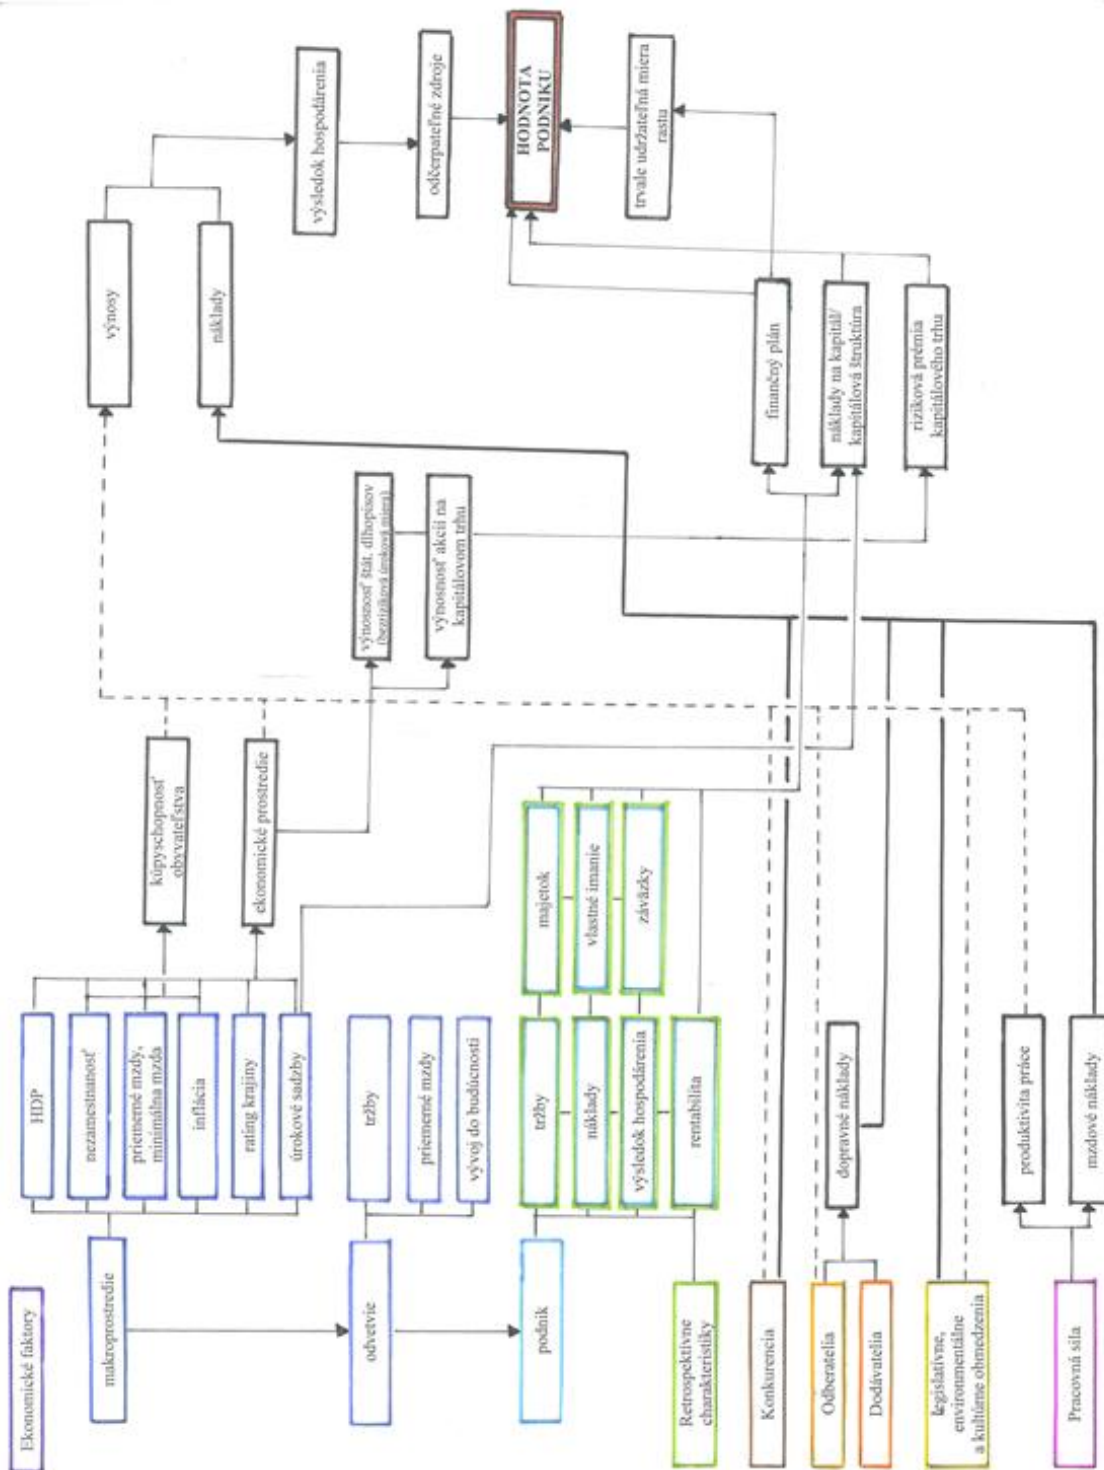 Ekonomické faktory
makroprostredie
odvetvie
podnik
Retrospektívne
charakteristiky
Konkurencia
Odberatelia
Dodávatelia
legislatívne,
environmentálne
a kultúrne obmedzenia
Pracovná sila
HDP
nezamestnanosť
priemerné mzdy,
minimálna mzda
inflácia
rating krajiny
úrokové sadzby
tržby
priemerné mzdy
vývoj do budúcnosti
tržby
náklady
výsledok hospodárenia
rentabilita
dopravné náklady
produktivita práce
mzdové náklady
kúpyschopnosť
obyvateľstva
ekonomické prostredie
majetok
vlastné imanie
záväzky
výnosnosť štát. dlhopisov
(bezriziková úroková miera)
výnosnosť akcií na
kapitálovom trhu
výnosy
náklady
finančný plán
náklady na kapitál/
kapitálová štruktúra
riziková prémia
kapitálového trhu
výsledok hospodárenia
odčerpateľné zdroje
HODNOTA
PODNIKU
trvale udržateľná miera
rastu